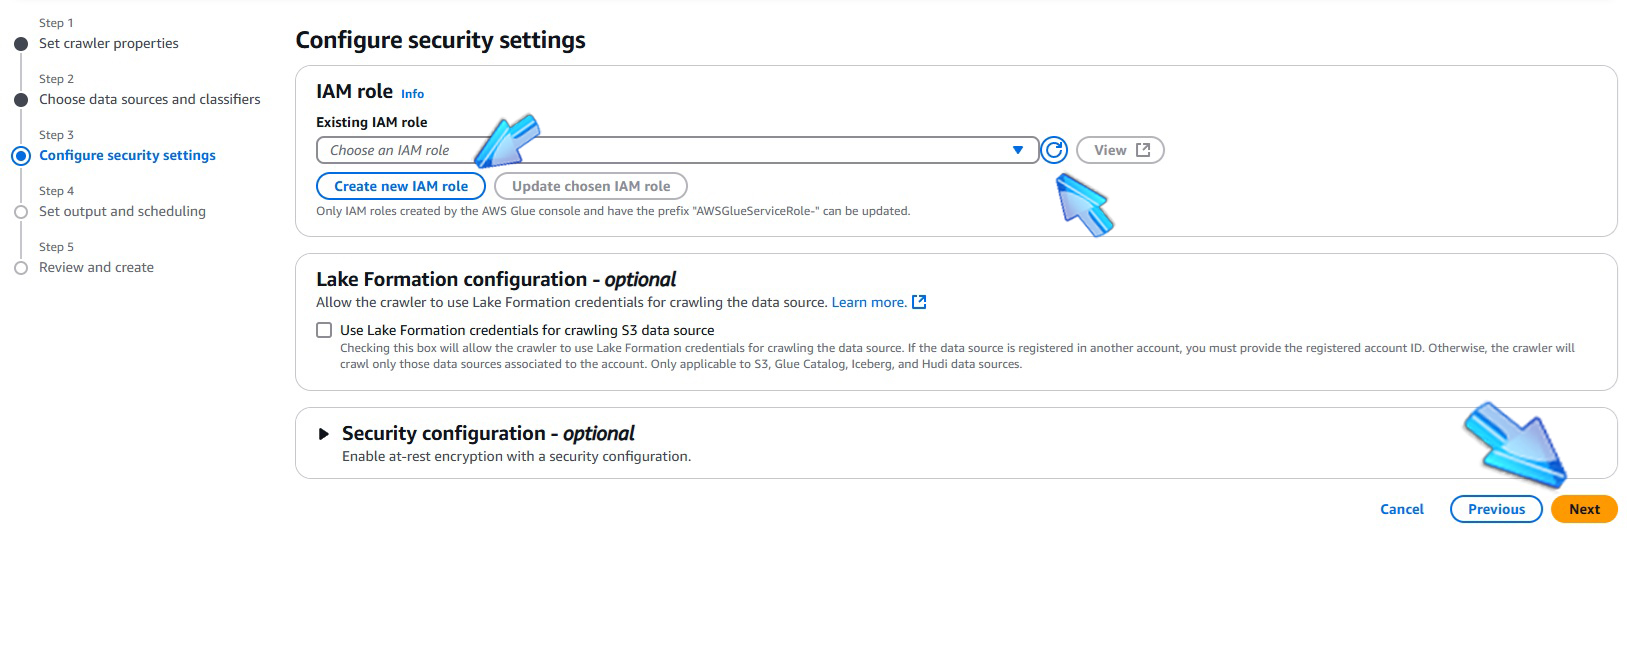 Step 1
Set crawler properties
Step 2
Choose data sources and classifiers
Step 3
Configure security settings
Step 4
Set output and scheduling
Step 5
Review and create
Configure security settings
IAM role Info
Existing IAM role
Choose an IAM role
View
Create new IAM role Update chosen IAM role
Only IAM roles created by the AWS Glue console and have the prefix "AWSGlueServiceRole-" can be updated.
Lake Formation configuration - optional
Allow the crawler to use Lake Formation credentials for crawling the data source. Learn more.
Use Lake Formation credentials for crawling S3 data source
Checking this box will allow the crawler to use Lake Formation credentials for crawling the data source. If the data source is registered in another account, you must provide the registered account ID. Otherwise, the crawler will
crawl only those data sources associated to the account. Only applicable to S3, Glue Catalog, Iceberg, and Hudi data sources.
Security configuration - optional
Enable at-rest encryption with a security configuration.
Cancel Previous Next